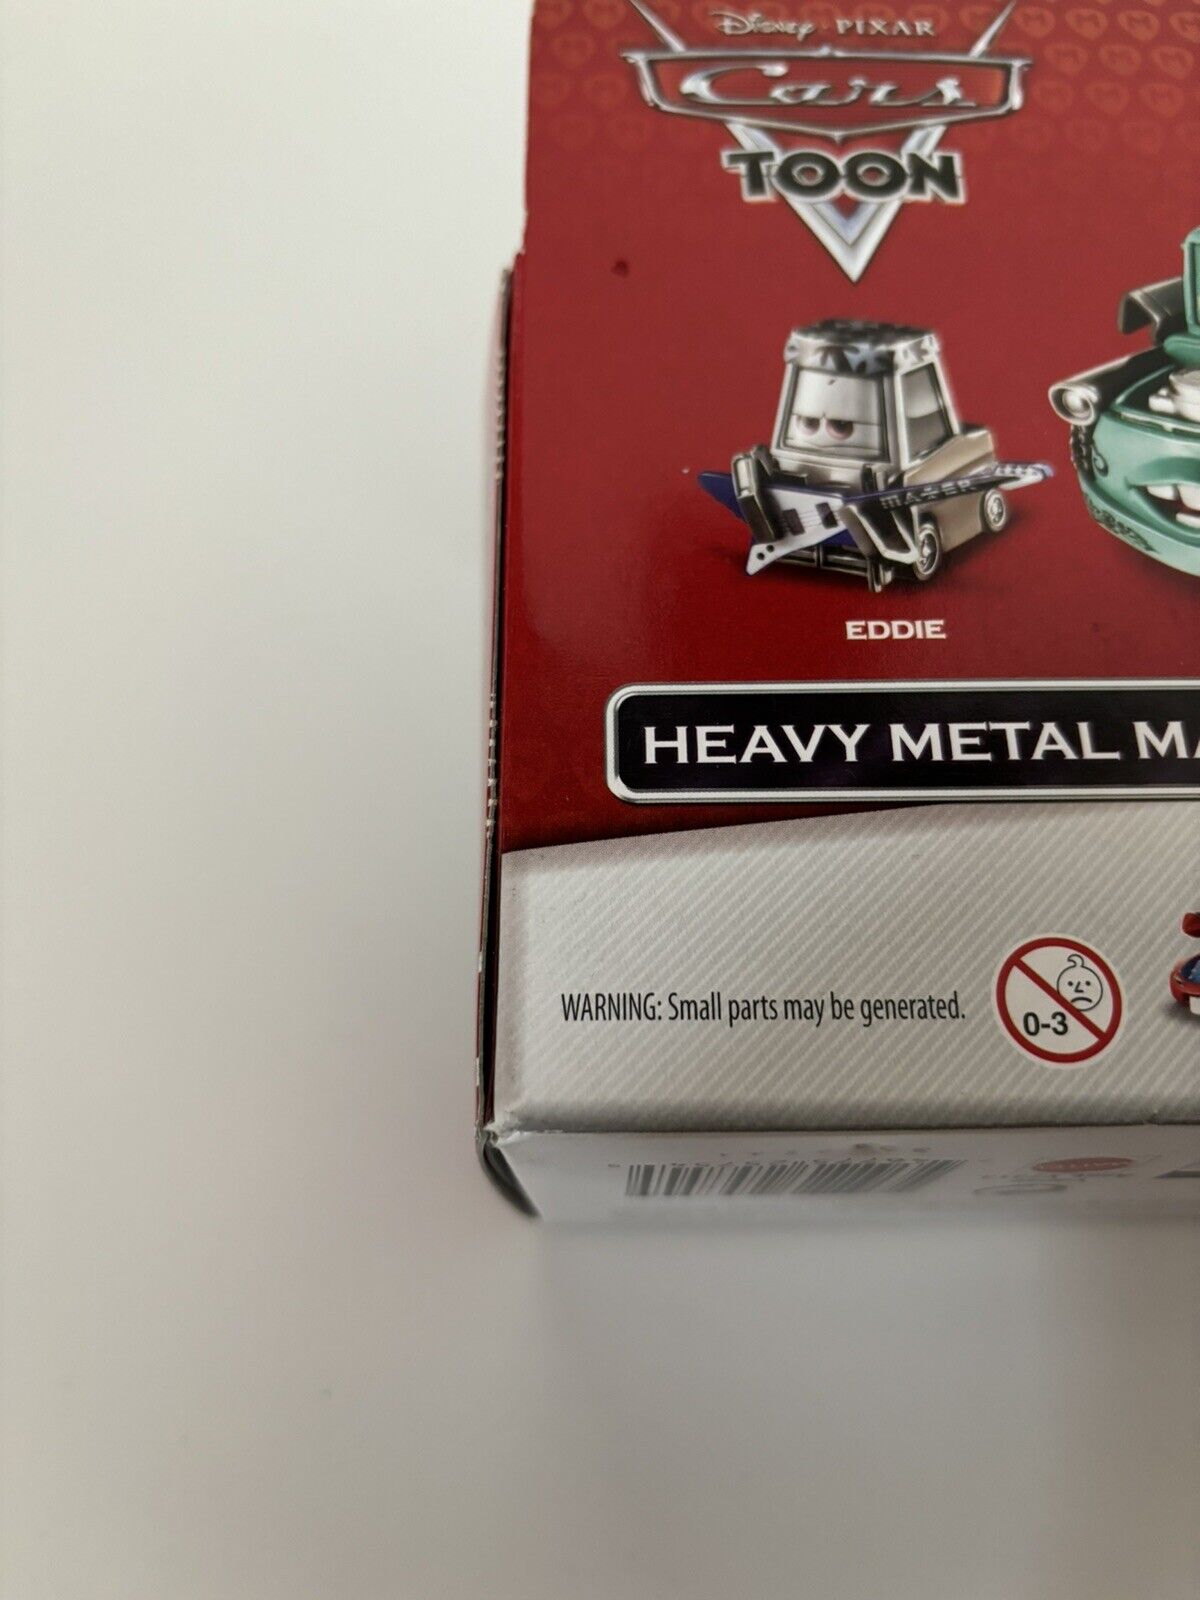 Disney · PIXAR
Cars
TOON
MATER
EDDIE
HEAVY METAL MA
WARNING: Small parts may be generated.
0-3